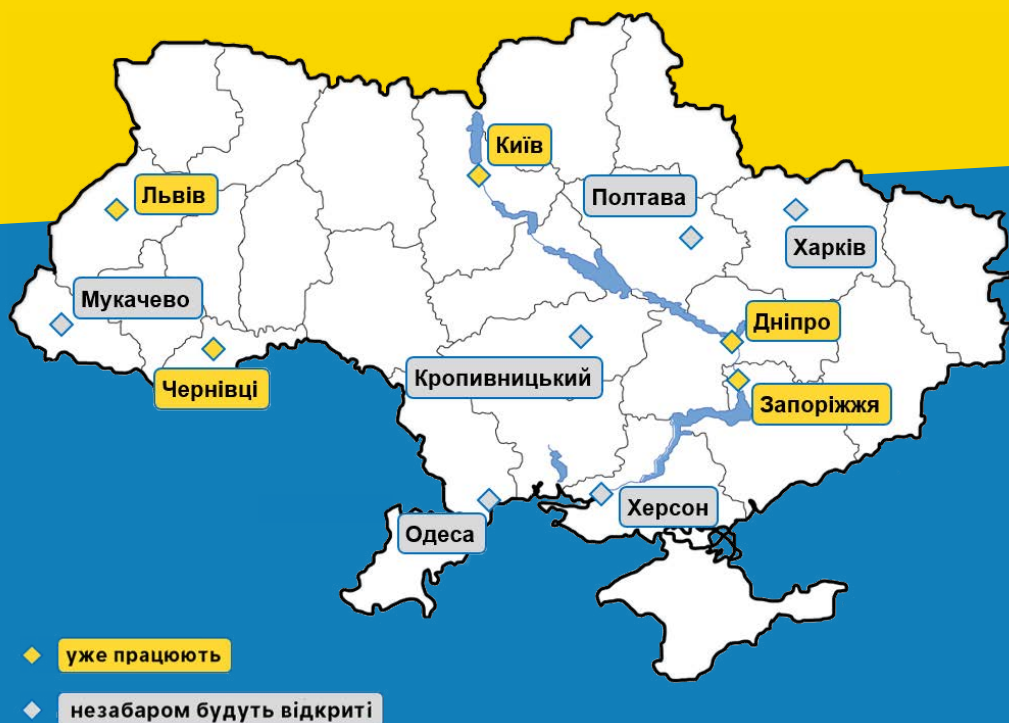 Київ
Львів
Полтава
Харків
Мукачево
Дніпро
Чернівці
Кропивницький
Запоріжжя
Херсон
Одеса
уже працюють
незабаром будуть відкриті